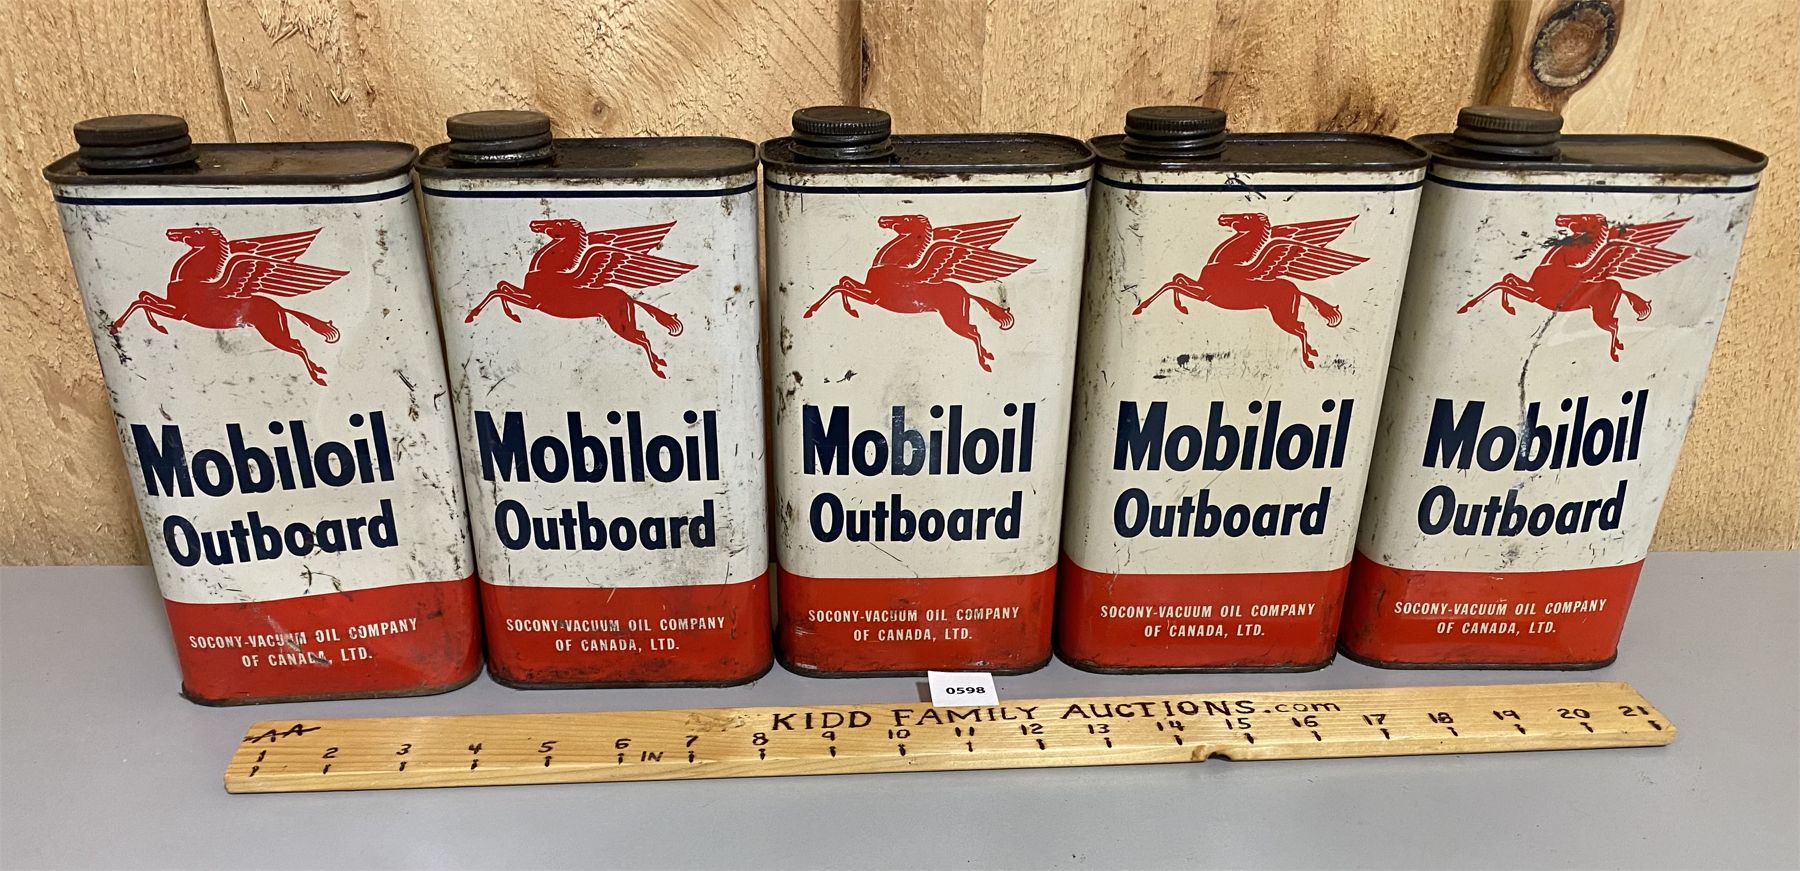 Mobiloil
Outboard
SOCONY-VACUUM OIL COMPANY
OF CANADA, LTD.
Mobiloil
Outboard
SOCONY-VACUUM OIL COMPANY
OF CANADA, LTD.
Mobiloil
Outboard
SOCONY-VACUUM OIL COMPANY
OF CANADA, LTD.
Mobiloil
Outboard
SOCONY-VACUUM OIL COMPANY
OF CANADA, LTD.
Mobiloil
Outboard
SOCONY-VACUUM OIL COMPANY
OF CANADA, LTD.
0598
KIDD FAMILY AUCTIONS.com
1 2 3 4 5 6 IN 7 8 9 10 11 12 13 14 15 16 17 18 19 20 21